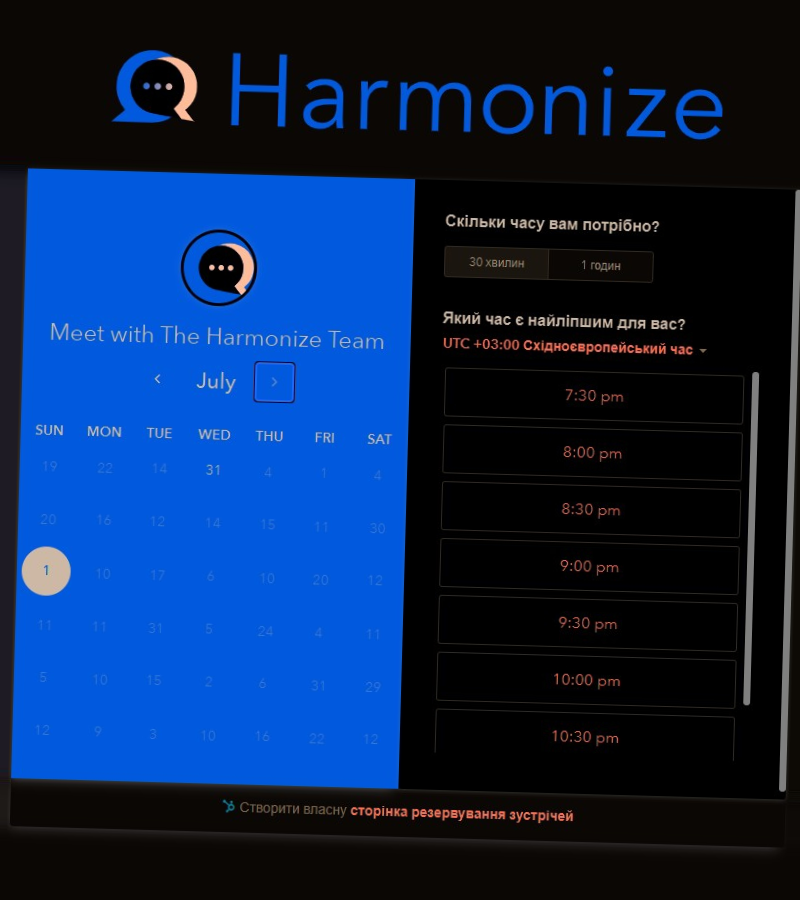 Harmonize
Meet with The Harmonize Team
July
SUN MON TUE WED THU FRI SAT
19 22 14 31 4 1 4
20 16 12 14 15 11 30
1 10 17 6 10 20 12
11 11 31 5 24 4 11
5 10 15 2 6 31 29
12 9 3 10 16 22 12
Скільки часу вам потрібно?
30 хвилин 1 годин
Який час є найліпшим для вас?
UTC +03:00 Східноєвропейський час
7:30 pm
8:00 pm
8:30 pm
9:00 pm
9:30 pm
10:00 pm
10:30 pm
Створити власну сторінка резервування зустрічей